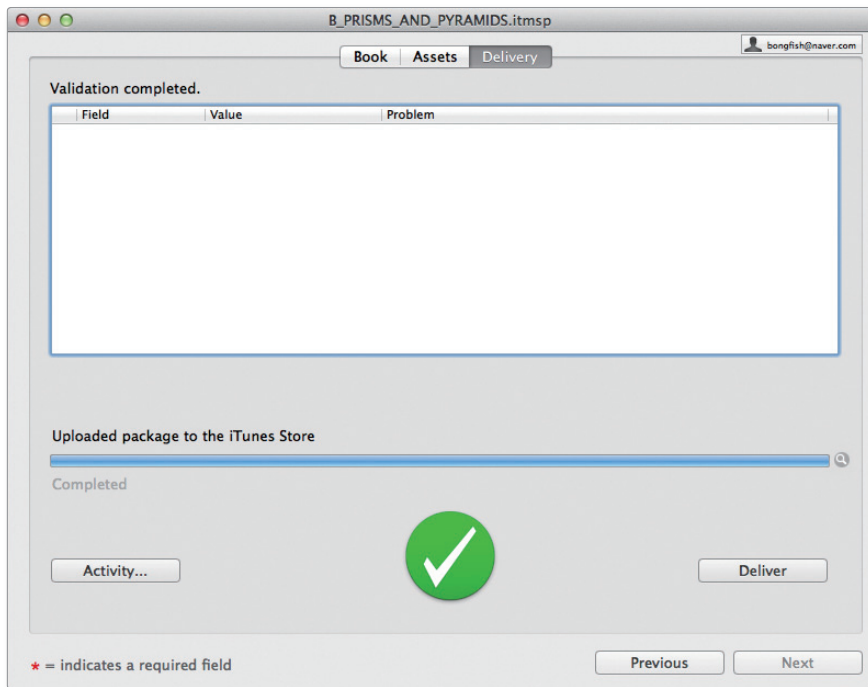 B_PRISMS_AND_PYRAMIDS.itmsp
bongfish@naver.com
Book Assets Delivery
Validation completed.
Field Value Problem
Uploaded package to the iTunes Store
Completed
Activity... Deliver
* = indicates a required field
Previous Next